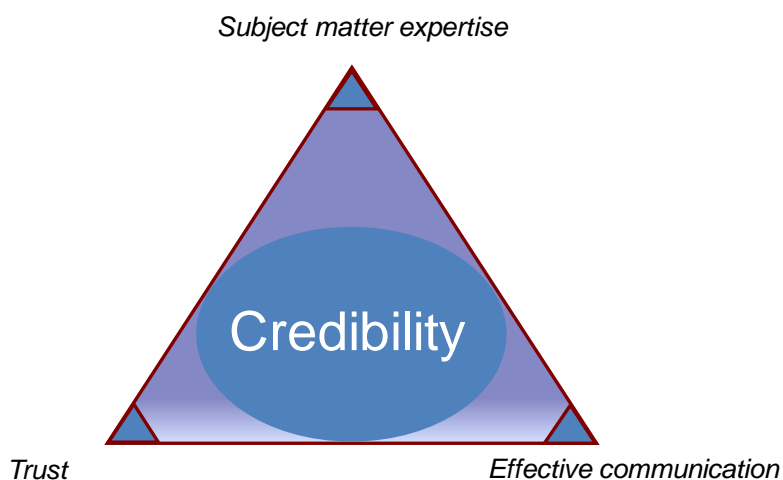 Subject matter expertise
Credibility
Trust
Effective communication